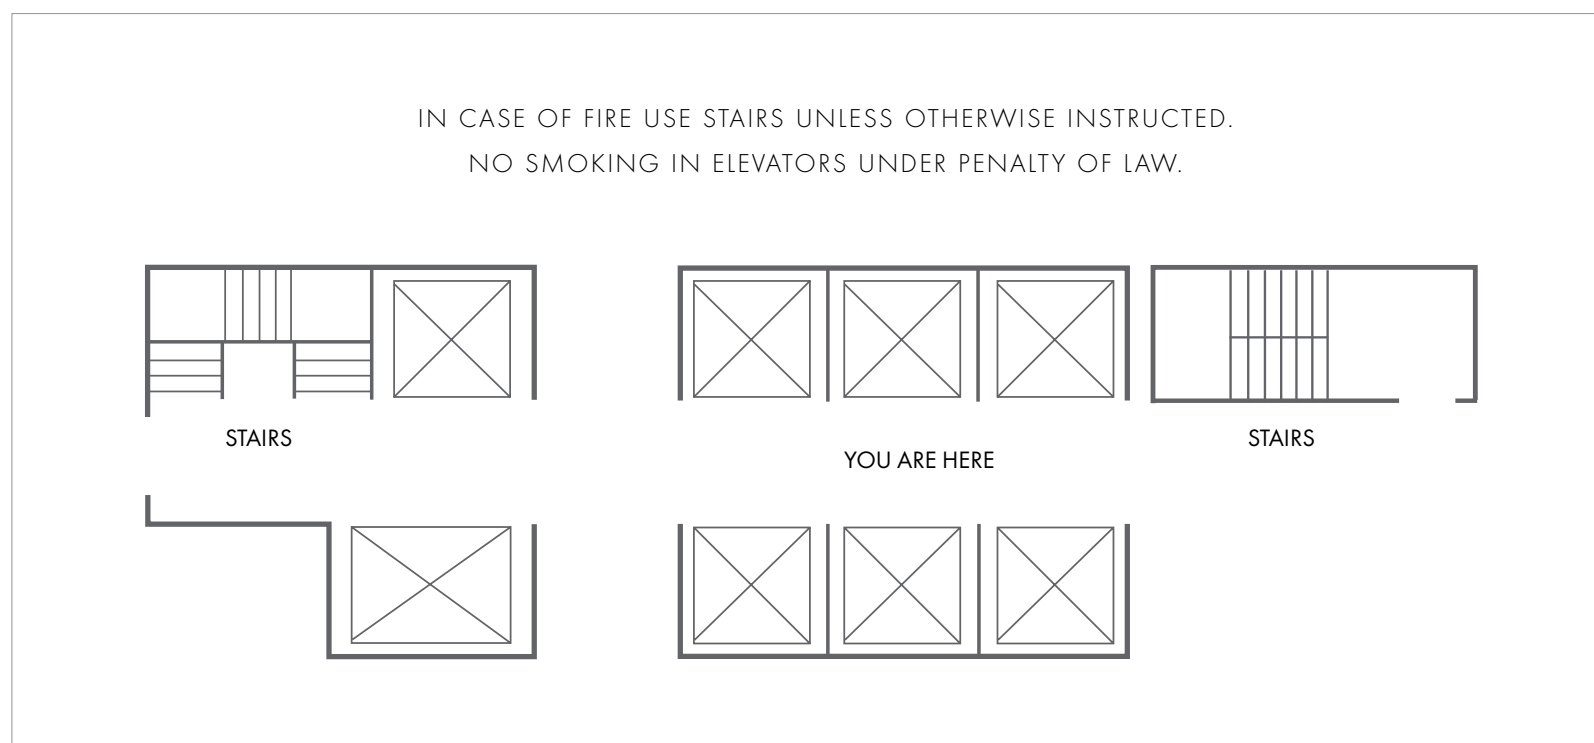 IN CASE OF FIRE USE STAIRS UNLESS OTHERWISE INSTRUCTED.
NO SMOKING IN ELEVATORS UNDER PENALTY OF LAW.
STAIRS
STAIRS
YOU ARE HERE